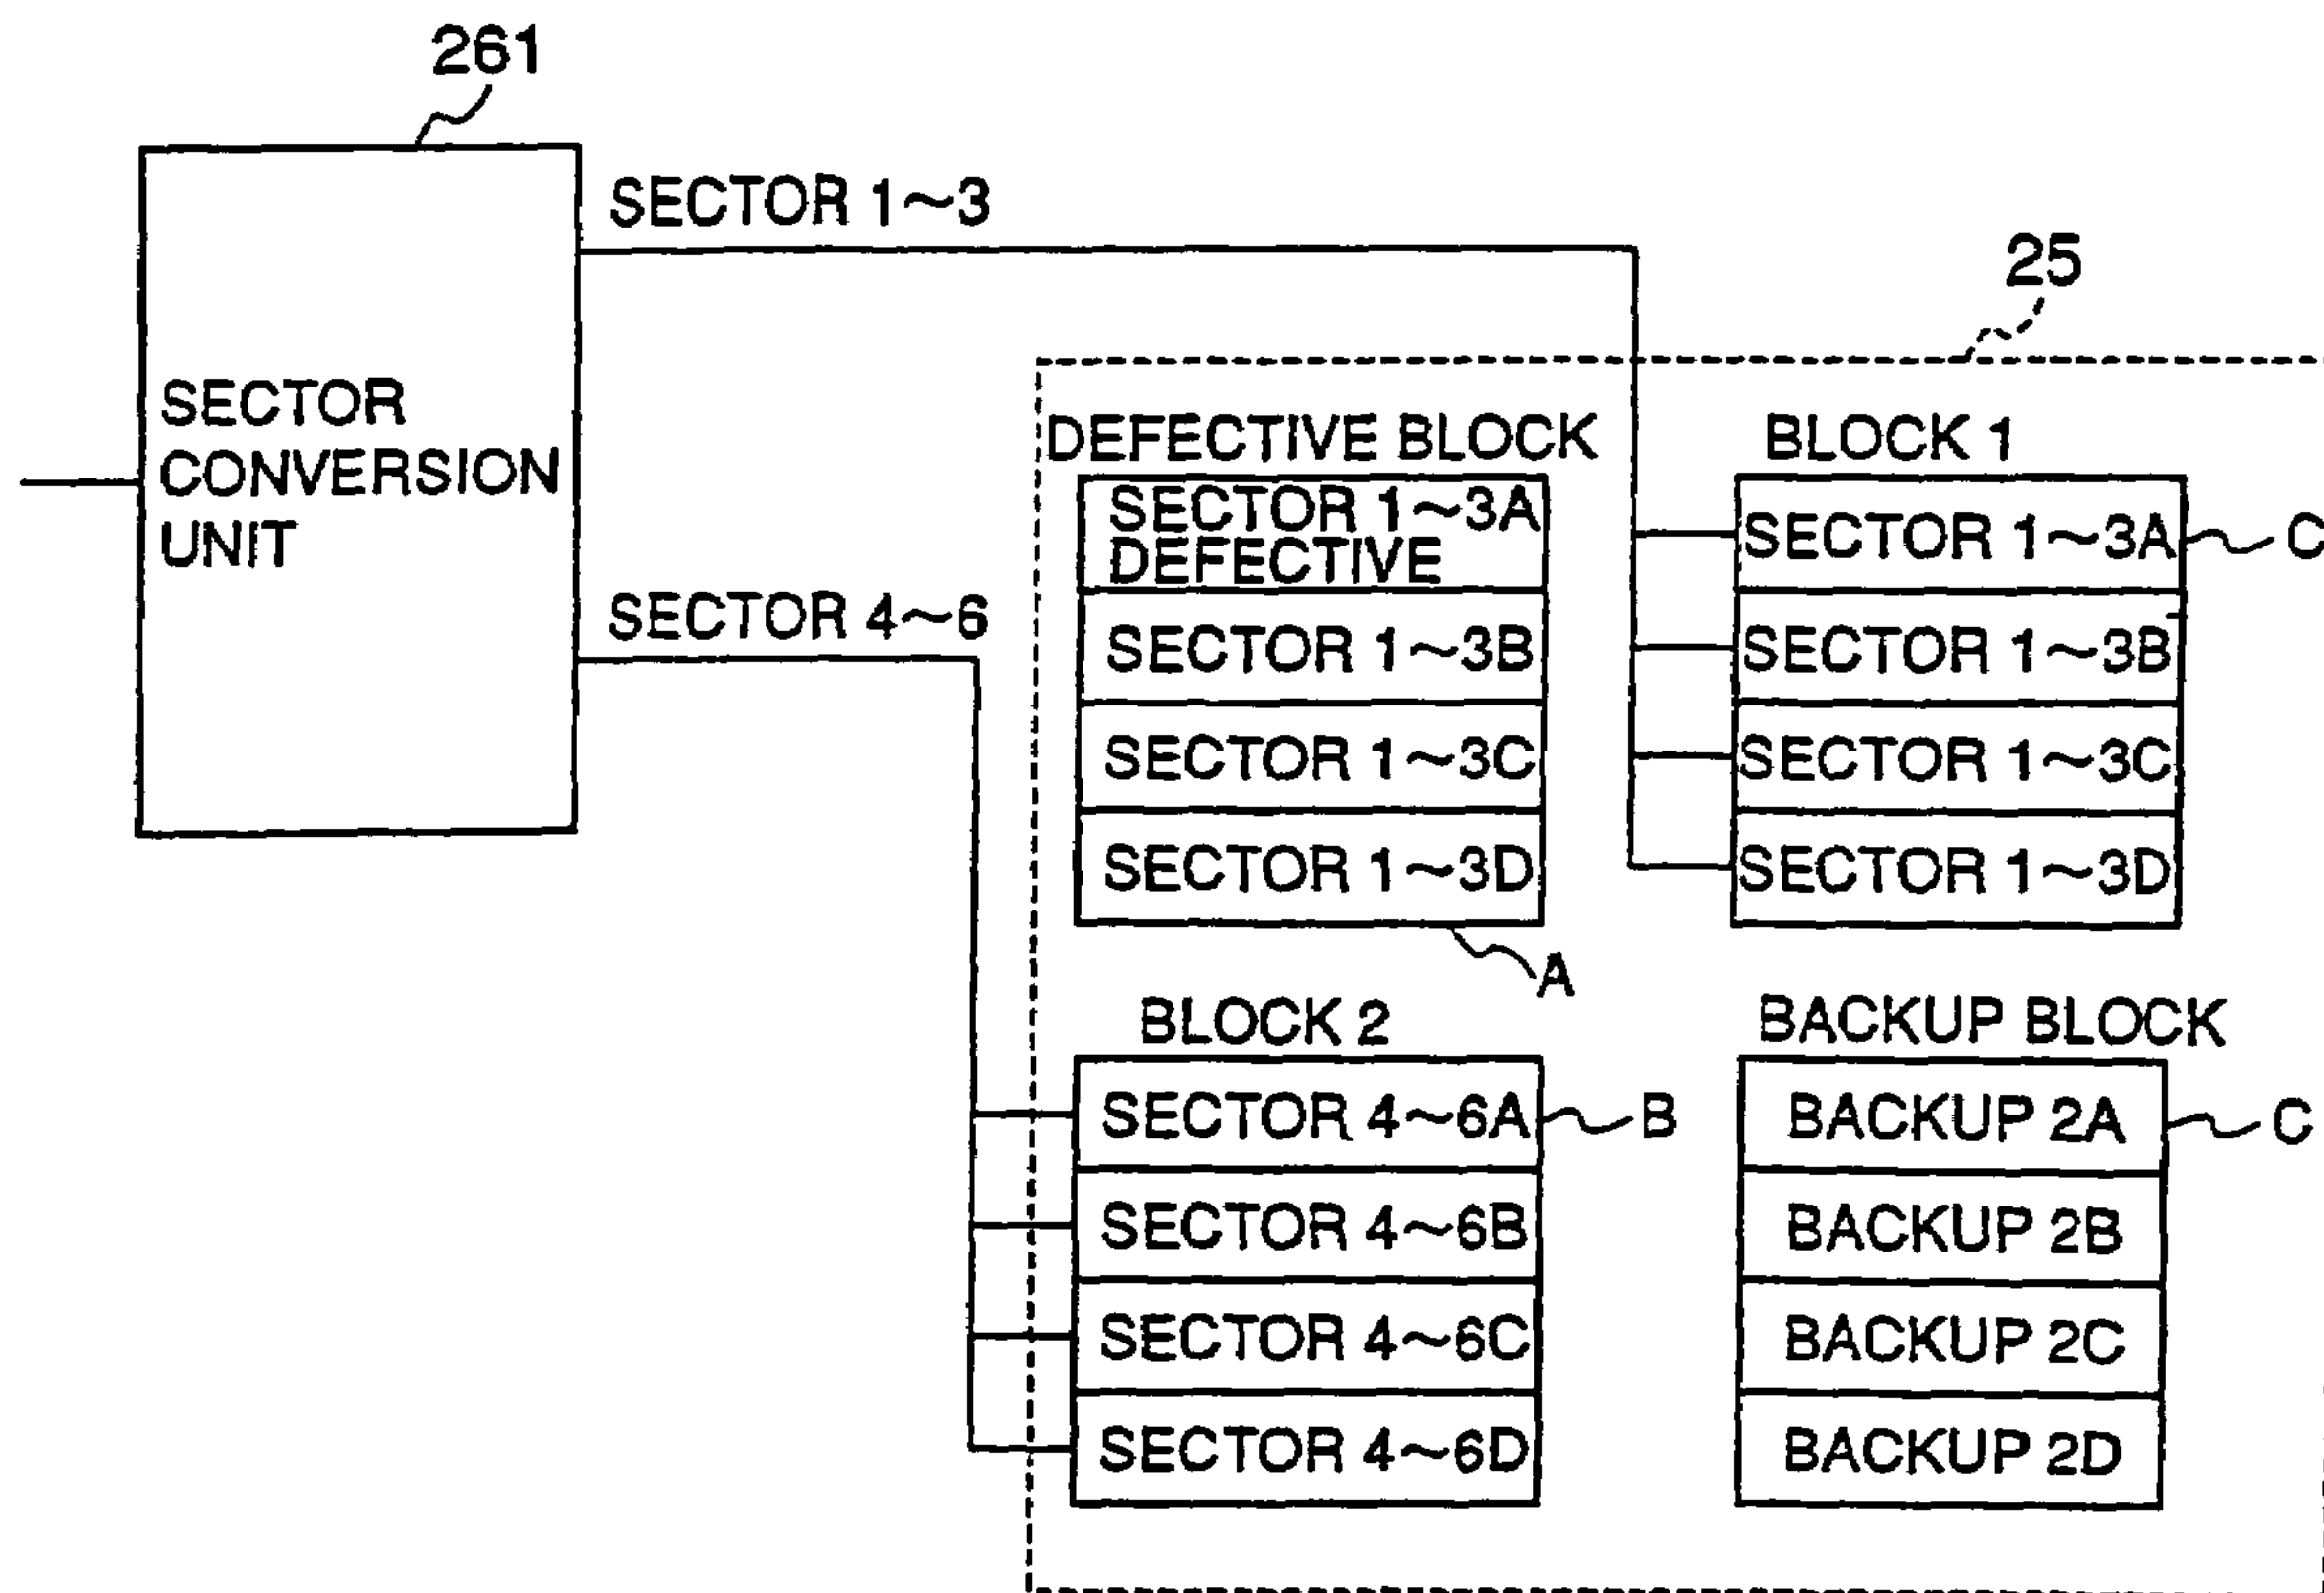 261
SECTOR 1~3
25
SECTOR
CONVERSION
UNIT
SECTOR 4~6
DEFECTIVE BLOCK
SECTOR 1~3A
DEFECTIVE
SECTOR 1~3B
SECTOR 1~3C
SECTOR 1~3D
A
BLOCK 1
SECTOR 1~3A
C
SECTOR 1~3B
SECTOR 1~3C
SECTOR 1~3D
BLOCK 2
SECTOR 4~6A
B
SECTOR 4~6B
SECTOR 4~6C
SECTOR 4~6D
BACKUP BLOCK
BACKUP 2A
C
BACKUP 2B
BACKUP 2C
BACKUP 2D